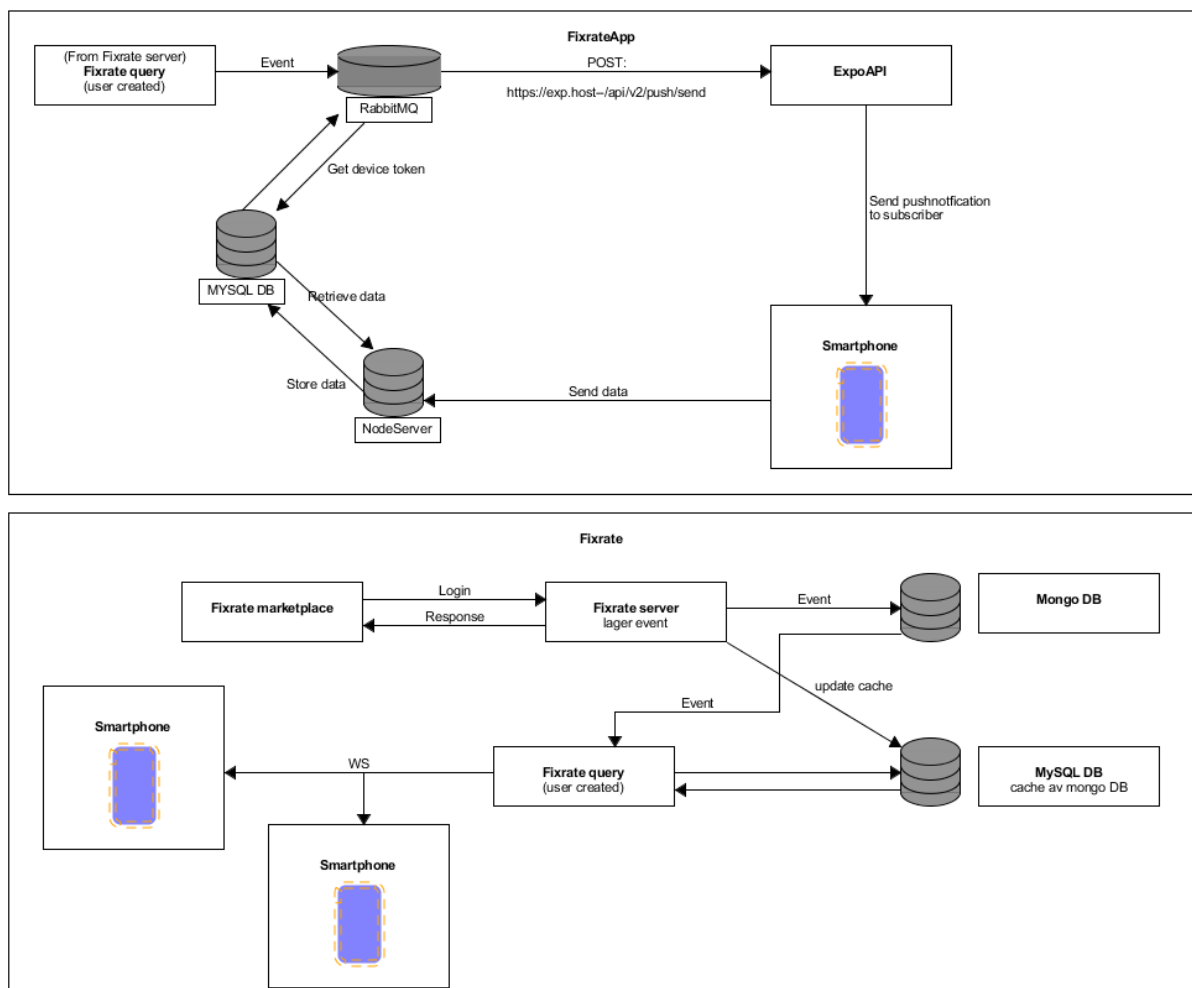 FixrateApp
(From Fixrate server)
Fixrate query
(user created)
Event
RabbitMQ
POST:
https://exp.host--/api/v2/push/send
ExpoAPI
Get device token
Send pushnotfication
to subscriber
MYSQL DB
Retrieve data
Store data
NodeServer
Send data
Smartphone
Fixrate
Fixrate marketplace
Login
Response
Fixrate server
lager event
Event
Mongo DB
update cache
Event
Smartphone
WS
Fixrate query
(user created)
MySQL DB
cache av mongo DB
Smartphone